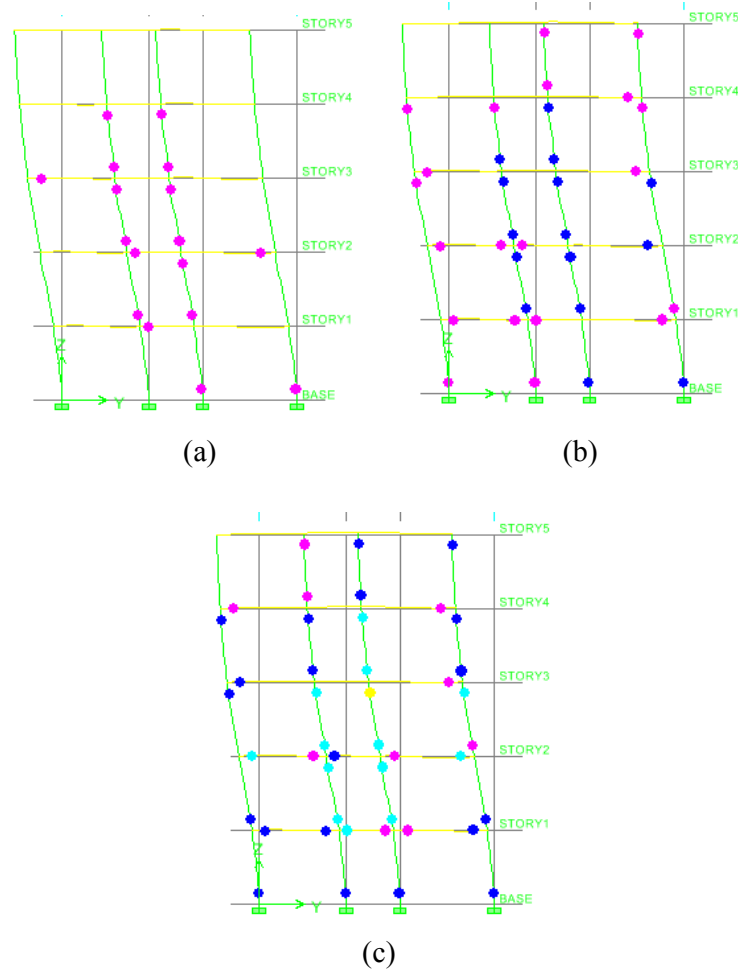 STORY5
STORY4
STORY3
STORY2
STORY1
BASE
Z
Y
(a)
STORY5
STORY4
STORY3
STORY2
STORY1
BASE
Z
Y
(b)
STORY5
STORY4
STORY3
STORY2
STORY1
BASE
Z
Y
(c)